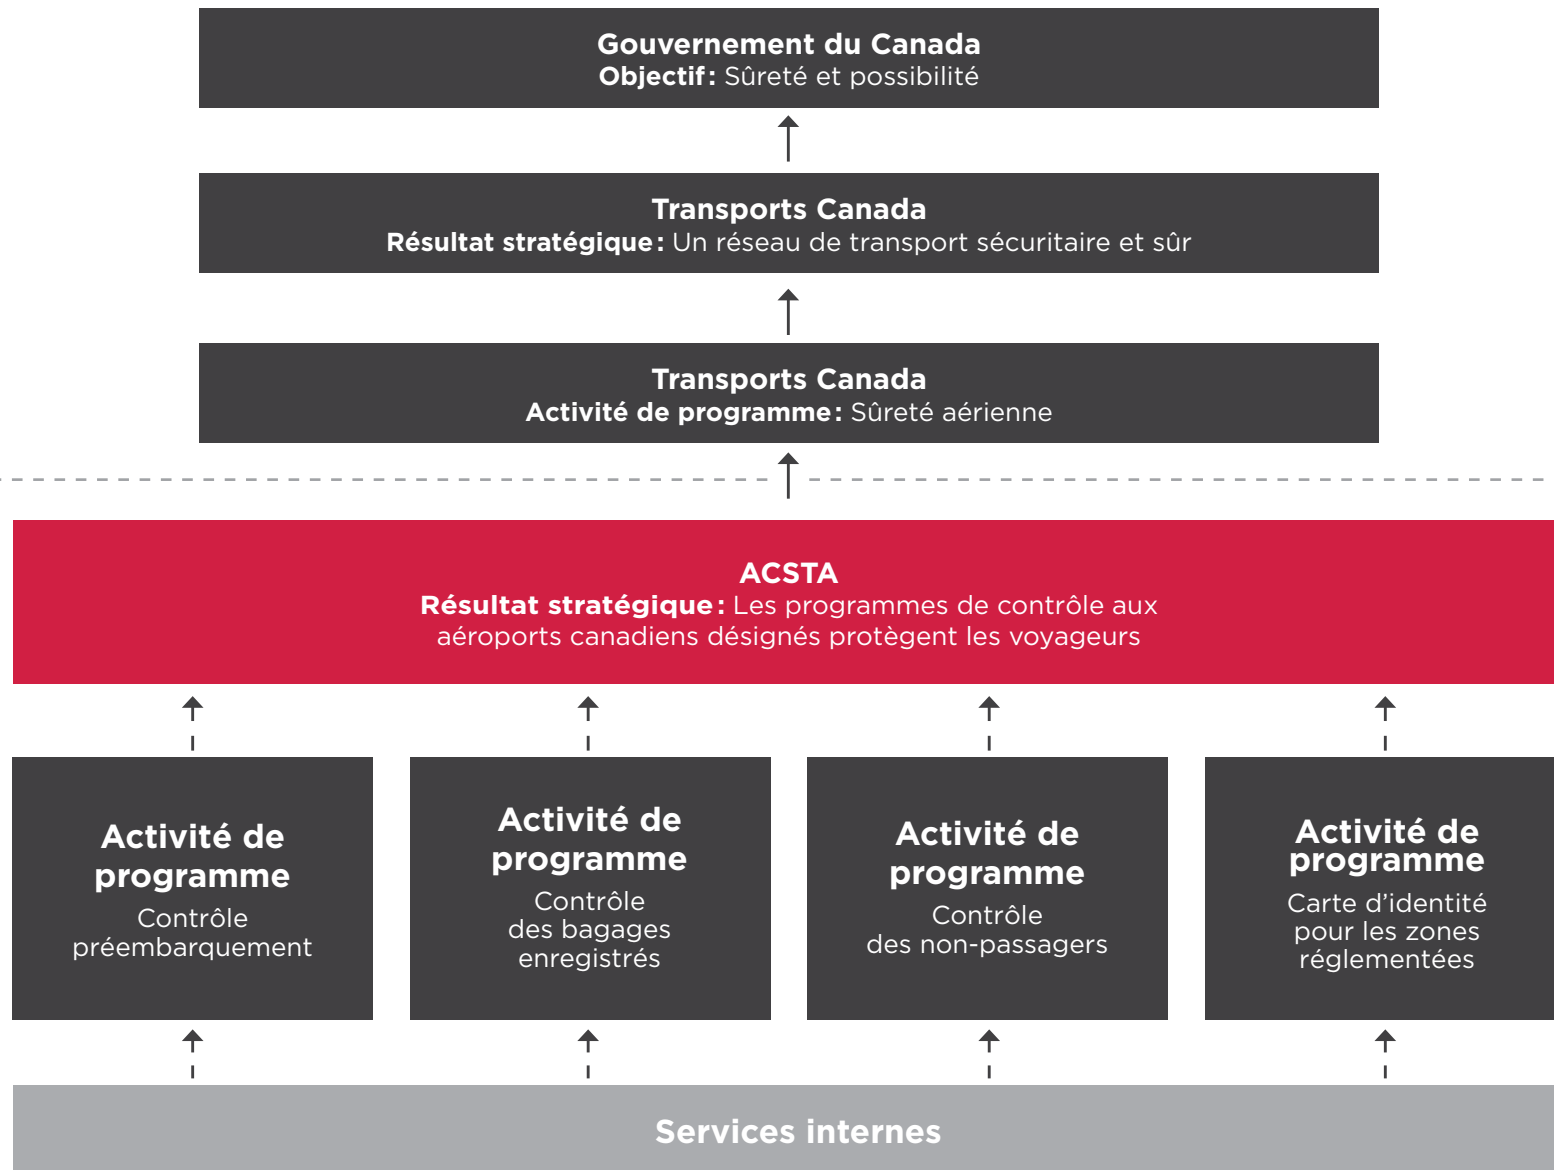 Gouvernement du Canada
Objectif : Sûreté et possibilité
Transports Canada
Résultat stratégique : Un réseau de transport sécuritaire et sûr
Transports Canada
Activité de programme : Sûreté aérienne
ACSTA
Résultat stratégique : Les programmes de contrôle aux
aéroports canadiens désignés protègent les voyageurs
Activité de
programme
Contrôle
préembarquement
Activité de
programme
Contrôle
des bagages
enregistrés
Activité de
programme
Contrôle
des non-passagers
Activité de
programme
Carte d’identité
pour les zones
réglementées
Services internes